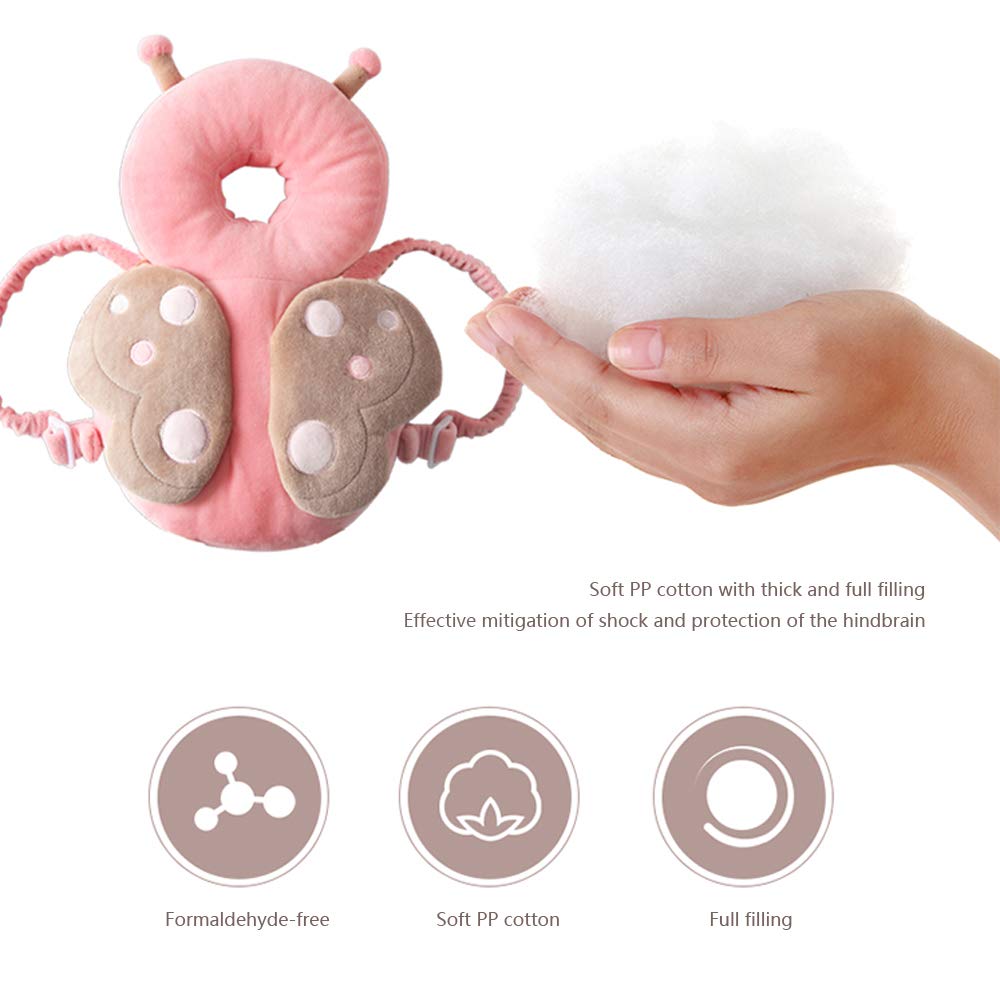 Soft PP cotton with thick and full filling
Effective mitigation of shock and protection of the hindbrain
Formaldehyde-free
Soft PP cotton
Full filling